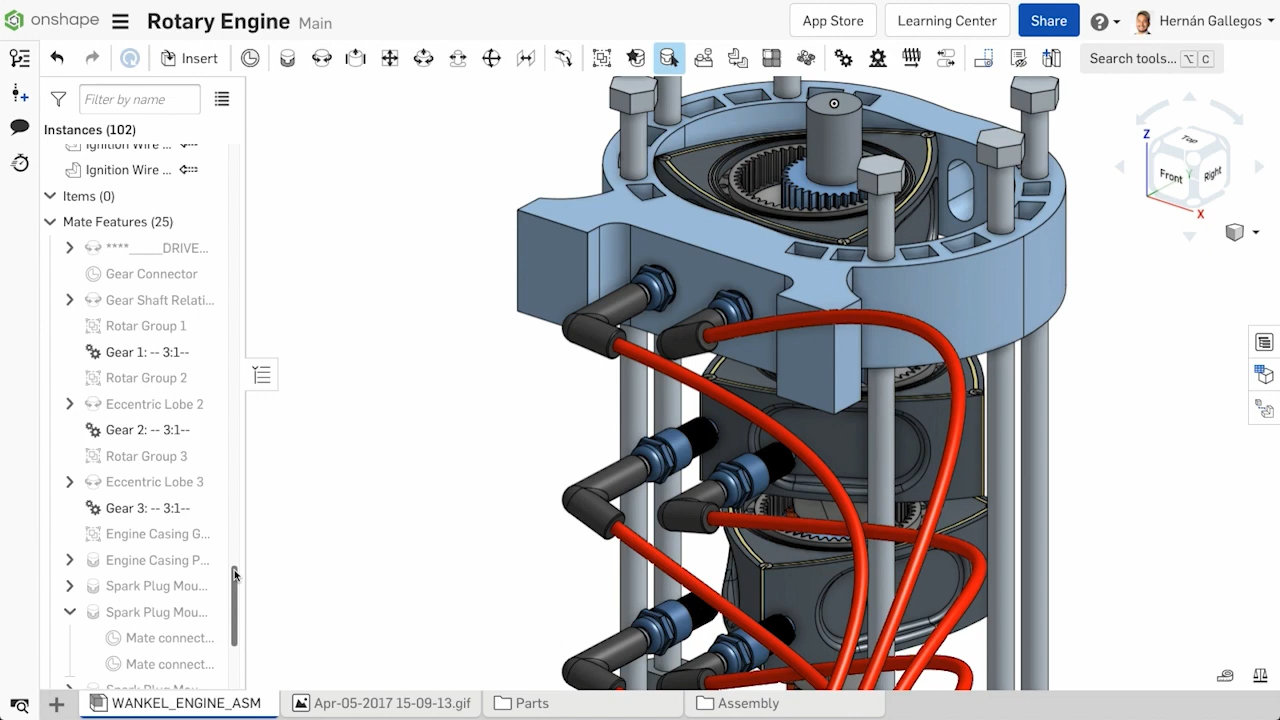 onshape
Rotary Engine Main
App Store
Learning Center
Share
Hernán Gallegos
Insert
Search tools... ⌥ C
Filter by name
Instances (102)
Ignition Wire ...
Ignition Wire ...
Items (0)
Mate Features (25)
****_____DRIVE...
Gear Connector
Gear Shaft Relati...
Rotar Group 1
Gear 1: -- 3:1--
Rotar Group 2
Eccentric Lobe 2
Gear 2: -- 3:1--
Rotar Group 3
Eccentric Lobe 3
Gear 3: -- 3:1--
Engine Casing G...
Engine Casing P...
Spark Plug Mou...
Spark Plug Mou...
Mate connect...
Mate connect...
Spark Plug Mou...
Z
Top
Front
Right
X
WANKEL_ENGINE_ASM
Apr-05-2017 15-09-13.gif
Parts
Assembly